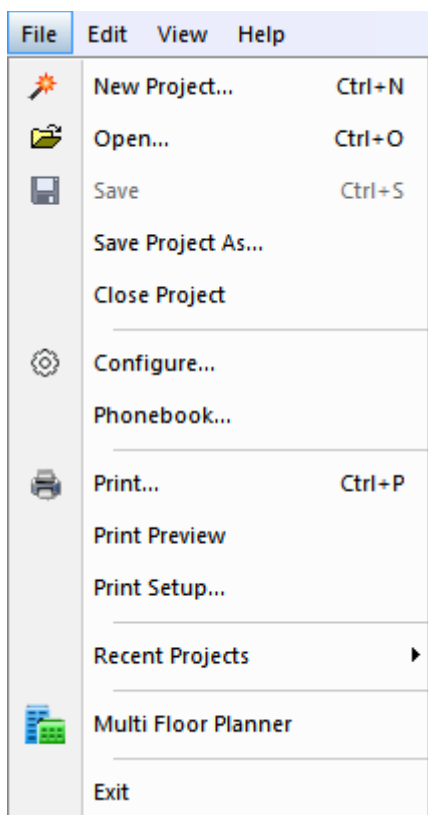 File Edit View Help
New Project... Ctrl+N
Open... Ctrl+O
Save Ctrl+S
Save Project As...
Close Project
Configure...
Phonebook...
Print... Ctrl+P
Print Preview
Print Setup...
Recent Projects
Multi Floor Planner
Exit